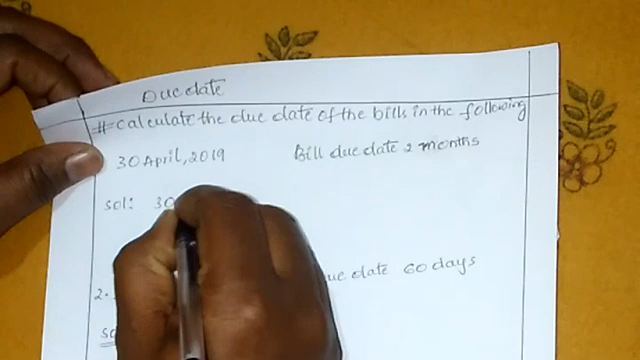 Due date
# Calculate the due date of the bills in the following
30 April, 2019 Bill due date 2 months
Sol: 30
2. due date 60 days